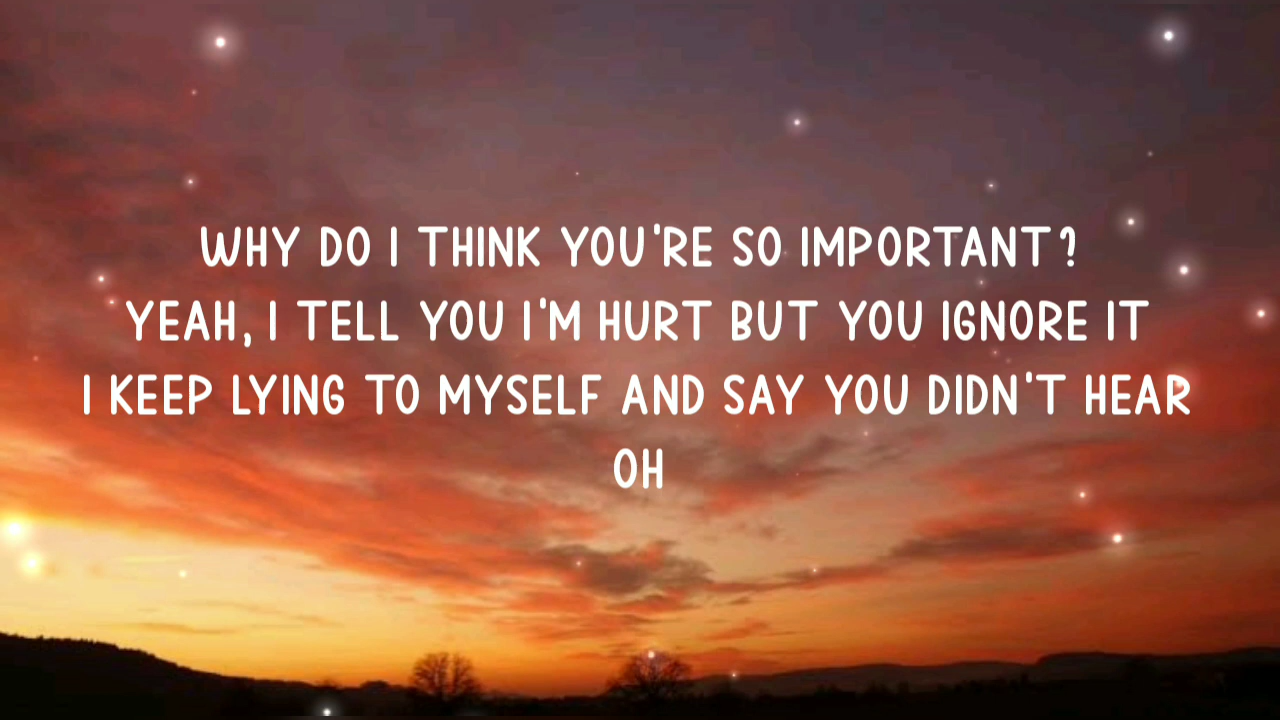 WHY DO I THINK YOU'RE SO IMPORTANT?
YEAH, I TELL YOU I'M HURT BUT YOU IGNORE IT
I KEEP LYING TO MYSELF AND SAY YOU DIDN'T HEAR
OH